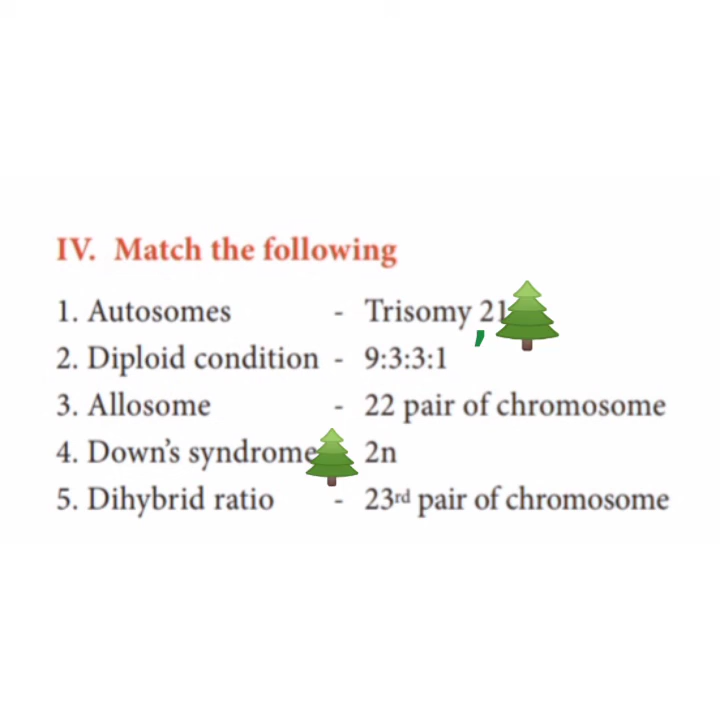 IV. Match the following
1. Autosomes - Trisomy 21
2. Diploid condition - 9:3:3:1
3. Allosome - 22 pair of chromosome
4. Down's syndrome 2n
5. Dihybrid ratio - 23rd pair of chromosome